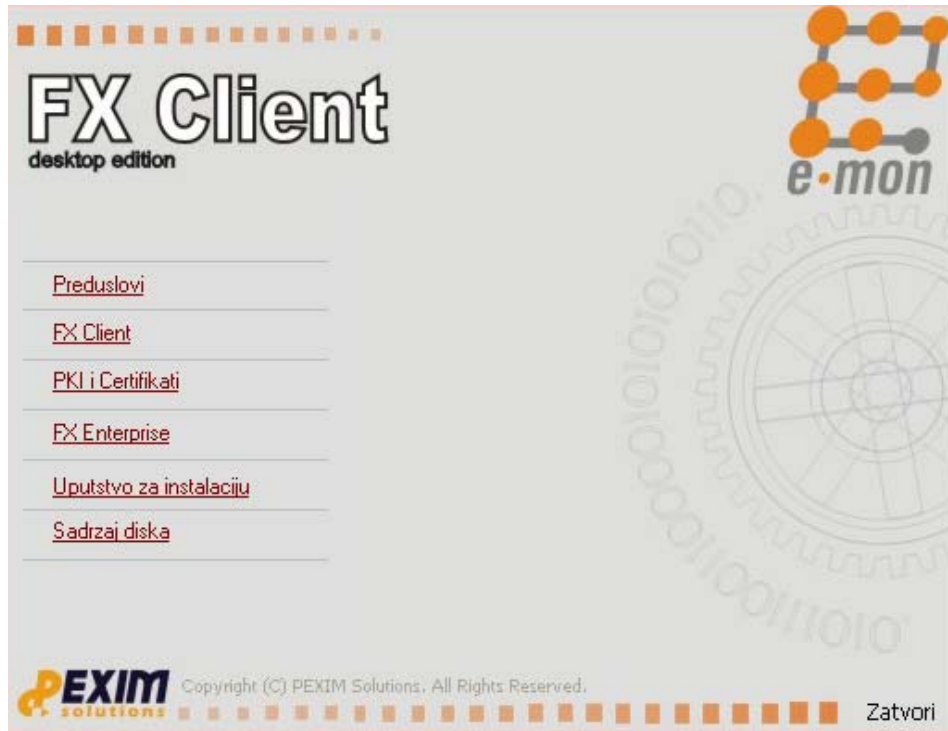 FX Client
desktop edition
e•mon
Preduslovi
FX Client
PKI i Certifikati
FX Enterprise
Uputstvo za instalaciju
Sadrzaj diska
PEXIM
solutions
Copyright (C) PEXIM Solutions. All Rights Reserved.
Zatvori